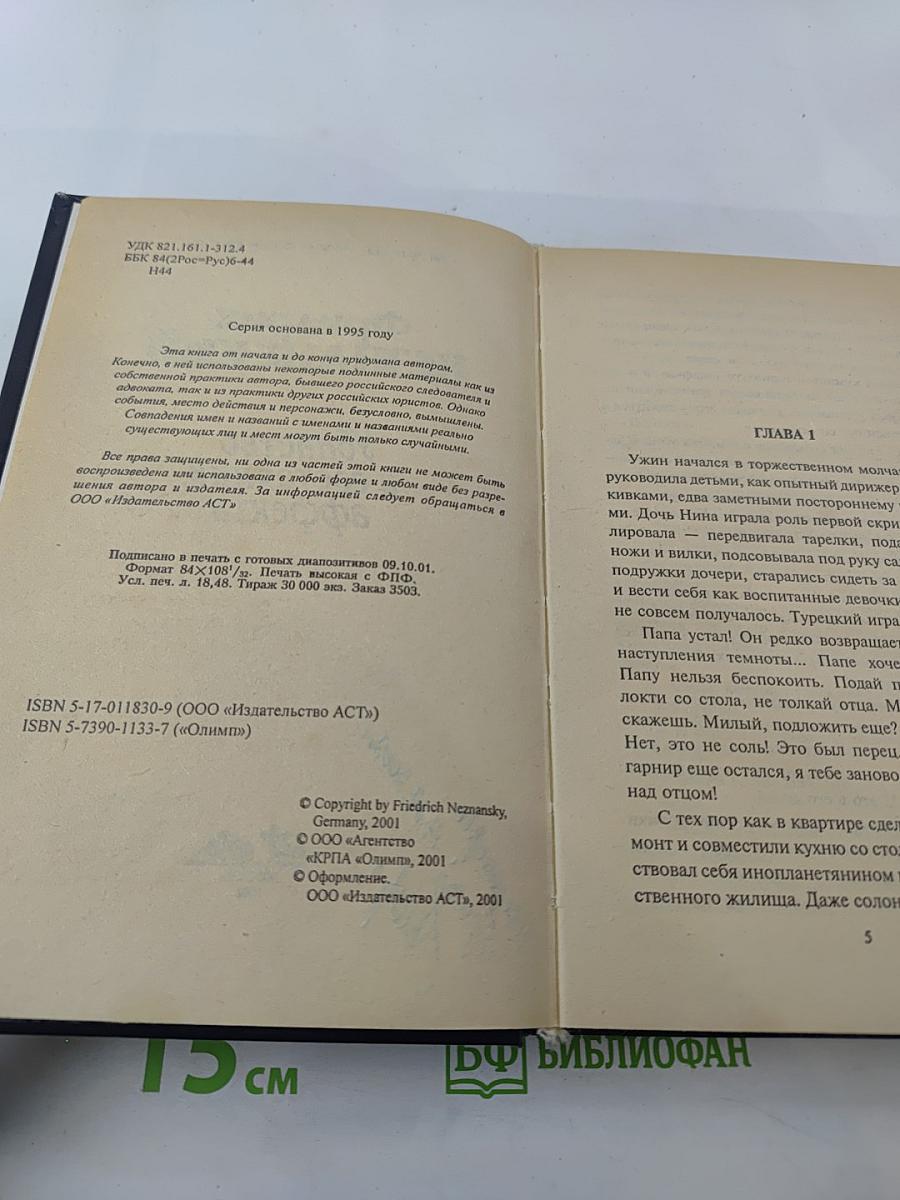 УДК 821.161.1-312.4
ББК 84(2Рос=Рус)6-44
Н44
Серия основана в 1995 году
Эта книга от начала и до конца придумана автором.
Конечно, в ней использованы некоторые подлинные материалы как из
собственной практики автора, бывшего российского следователя и
адвоката, так и из практики других российских юристов. Однако
события, место действия и персонажи, безусловно, вымышлены.
Совпадения имен и названий с именами и названиями реально
существующих лиц и мест могут быть только случайными.
Все права защищены, ни одна из частей этой книги не может быть
воспроизведена или использована в любой форме и любом виде без разре-
шения автора и издателя. За информацией следует обращаться в
ООО «Издательство АСТ»
Подписано в печать с готовых диапозитивов 09.10.01.
Формат 84×108¹/₃₂. Печать высокая с ФПФ.
Усл. печ. л. 18,48. Тираж 30 000 экз. Заказ 3503.
ISBN 5-17-011830-9 (ООО «Издательство АСТ»)
ISBN 5-7390-1133-7 («Олимп»)
© Copyright by Friedrich Neznansky,
Germany, 2001
© ООО «Агентство
«КРПА «Олимп», 2001
© Оформление.
ООО «Издательство АСТ», 2001
ГЛАВА 1
Ужин начался в торжественном молча
руководила детьми, как опытный дирижер
кивками, едва заметными постороннему
ми. Дочь Нина играла роль первой скри
лировала — передвигала тарелки, пода
ножи и вилки, подсовывала под руку са
подружки дочери, старались сидеть за
и вести себя как воспитанные девочки
не совсем получалось. Турецкий игра
Папа устал! Он редко возвращает
наступления темноты... Папе хоче
Папу нельзя беспокоить. Подай п
локти со стола, не толкай отца. М
скажешь. Милый, подложить еще?
Нет, это не соль! Это был перец.
гарнир еще остался, я тебе заново
над отцом!
С тех пор как в квартире сдел
монт и совместили кухню со сто
ствовал себя инопланетянином
ственного жилища. Даже солон
5
15 см
БФ БИБЛИОФАН